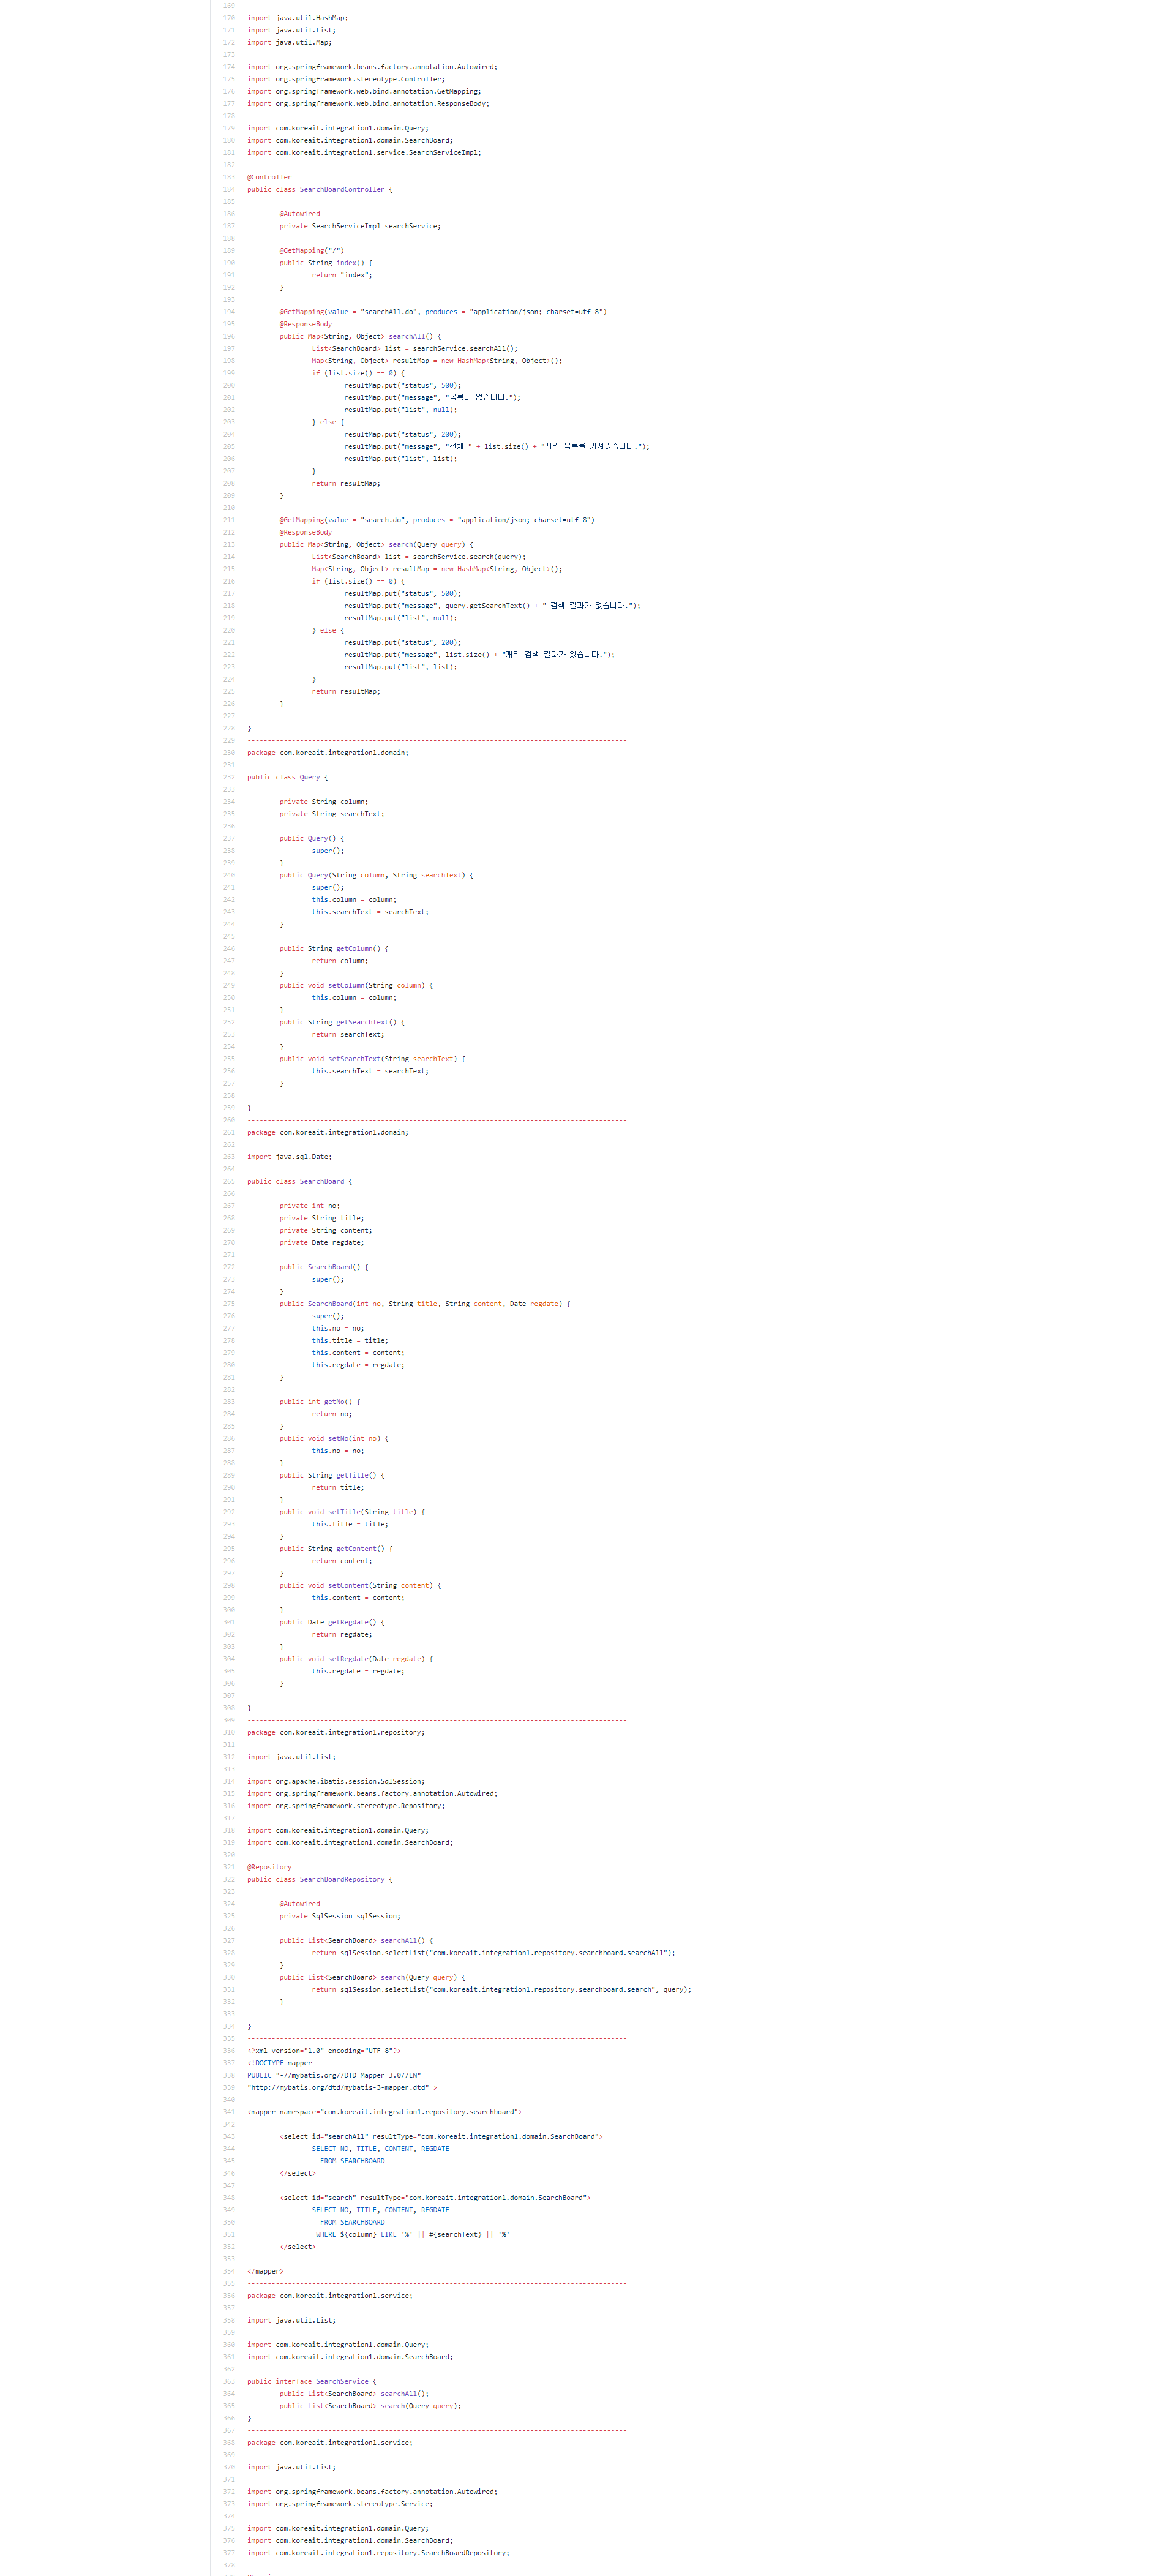 169
170 import java.util.HashMap;
171 import java.util.List;
172 import java.util.Map;
173
174 import org.springframework.beans.factory.annotation.Autowired;
175 import org.springframework.stereotype.Controller;
176 import org.springframework.web.bind.annotation.GetMapping;
177 import org.springframework.web.bind.annotation.ResponseBody;
178
179 import com.koreait.integration1.domain.Query;
180 import com.koreait.integration1.domain.SearchBoard;
181 import com.koreait.integration1.service.SearchServiceImpl;
182
183 @Controller
184 public class SearchBoardController {
185
186 @Autowired
187 private SearchServiceImpl searchService;
188
189 @GetMapping("/")
190 public String index() {
191 return "index";
192 }
193
194 @GetMapping(value = "searchAll.do", produces = "application/json; charset=utf-8")
195 @ResponseBody
196 public Map<String, Object> searchAll() {
197 List<SearchBoard> list = searchService.searchAll();
198 Map<String, Object> resultMap = new HashMap<String, Object>();
199 if (list.size() == 0) {
200 resultMap.put("status", 500);
201 resultMap.put("message", "목록이 없습니다.");
202 resultMap.put("list", null);
203 } else {
204 resultMap.put("status", 200);
205 resultMap.put("message", "전체 " + list.size() + "개의 목록을 가져왔습니다.");
206 resultMap.put("list", list);
207 }
208 return resultMap;
209 }
210
211 @GetMapping(value = "search.do", produces = "application/json; charset=utf-8")
212 @ResponseBody
213 public Map<String, Object> search(Query query) {
214 List<SearchBoard> list = searchService.search(query);
215 Map<String, Object> resultMap = new HashMap<String, Object>();
216 if (list.size() == 0) {
217 resultMap.put("status", 500);
218 resultMap.put("message", query.getSearchText() + " 검색 결과가 없습니다.");
219 resultMap.put("list", null);
220 } else {
221 resultMap.put("status", 200);
222 resultMap.put("message", list.size() + "개의 검색 결과가 있습니다.");
223 resultMap.put("list", list);
224 }
225 return resultMap;
226 }
227
228 }
229 ----------------------------------------------------------------------------------------------
230 package com.koreait.integration1.domain;
231
232 public class Query {
233
234 private String column;
235 private String searchText;
236
237 public Query() {
238 super();
239 }
240 public Query(String column, String searchText) {
241 super();
242 this.column = column;
243 this.searchText = searchText;
244 }
245
246 public String getColumn() {
247 return column;
248 }
249 public void setColumn(String column) {
250 this.column = column;
251 }
252 public String getSearchText() {
253 return searchText;
254 }
255 public void setSearchText(String searchText) {
256 this.searchText = searchText;
257 }
258
259 }
260 ----------------------------------------------------------------------------------------------
261 package com.koreait.integration1.domain;
262
263 import java.sql.Date;
264
265 public class SearchBoard {
266
267 private int no;
268 private String title;
269 private String content;
270 private Date regdate;
271
272 public SearchBoard() {
273 super();
274 }
275 public SearchBoard(int no, String title, String content, Date regdate) {
276 super();
277 this.no = no;
278 this.title = title;
279 this.content = content;
280 this.regdate = regdate;
281 }
282
283 public int getNo() {
284 return no;
285 }
286 public void setNo(int no) {
287 this.no = no;
288 }
289 public String getTitle() {
290 return title;
291 }
292 public void setTitle(String title) {
293 this.title = title;
294 }
295 public String getContent() {
296 return content;
297 }
298 public void setContent(String content) {
299 this.content = content;
300 }
301 public Date getRegdate() {
302 return regdate;
303 }
304 public void setRegdate(Date regdate) {
305 this.regdate = regdate;
306 }
307
308 }
309 ----------------------------------------------------------------------------------------------
310 package com.koreait.integration1.repository;
311
312 import java.util.List;
313
314 import org.apache.ibatis.session.SqlSession;
315 import org.springframework.beans.factory.annotation.Autowired;
316 import org.springframework.stereotype.Repository;
317
318 import com.koreait.integration1.domain.Query;
319 import com.koreait.integration1.domain.SearchBoard;
320
321 @Repository
322 public class SearchBoardRepository {
323
324 @Autowired
325 private SqlSession sqlSession;
326
327 public List<SearchBoard> searchAll() {
328 return sqlSession.selectList("com.koreait.integration1.repository.searchboard.searchAll");
329 }
330 public List<SearchBoard> search(Query query) {
331 return sqlSession.selectList("com.koreait.integration1.repository.searchboard.search", query);
332 }
333
334 }
335 ----------------------------------------------------------------------------------------------
336 <?xml version="1.0" encoding="UTF-8"?>
337 <!DOCTYPE mapper
338 PUBLIC "-//mybatis.org//DTD Mapper 3.0//EN"
339 "http://mybatis.org/dtd/mybatis-3-mapper.dtd" >
340
341 <mapper namespace="com.koreait.integration1.repository.searchboard">
342
343 <select id="searchAll" resultType="com.koreait.integration1.domain.SearchBoard">
344 SELECT NO, TITLE, CONTENT, REGDATE
345 FROM SEARCHBOARD
346 </select>
347
348 <select id="search" resultType="com.koreait.integration1.domain.SearchBoard">
349 SELECT NO, TITLE, CONTENT, REGDATE
350 FROM SEARCHBOARD
351 WHERE ${column} LIKE '%' || #{searchText} || '%'
352 </select>
353
354 </mapper>
355 ----------------------------------------------------------------------------------------------
356 package com.koreait.integration1.service;
357
358 import java.util.List;
359
360 import com.koreait.integration1.domain.Query;
361 import com.koreait.integration1.domain.SearchBoard;
362
363 public interface SearchService {
364 public List<SearchBoard> searchAll();
365 public List<SearchBoard> search(Query query);
366 }
367 ----------------------------------------------------------------------------------------------
368 package com.koreait.integration1.service;
369
370 import java.util.List;
371
372 import org.springframework.beans.factory.annotation.Autowired;
373 import org.springframework.stereotype.Service;
374
375 import com.koreait.integration1.domain.Query;
376 import com.koreait.integration1.domain.SearchBoard;
377 import com.koreait.integration1.repository.SearchBoardRepository;
378